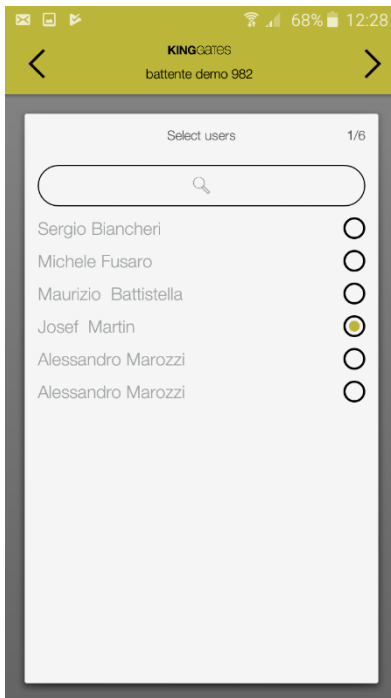 68% 12:28
KINGGATES
battente demo 982
Select users 1/6
Sergio Biancheri
Michele Fusaro
Maurizio Battistella
Josef Martin
Alessandro Marozzi
Alessandro Marozzi